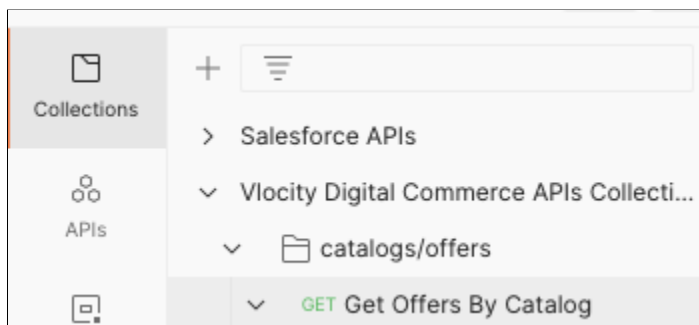 Collections
Salesforce APIs
Vlocity Digital Commerce APIs Collecti...
APIs
catalogs/offers
GET Get Offers By Catalog